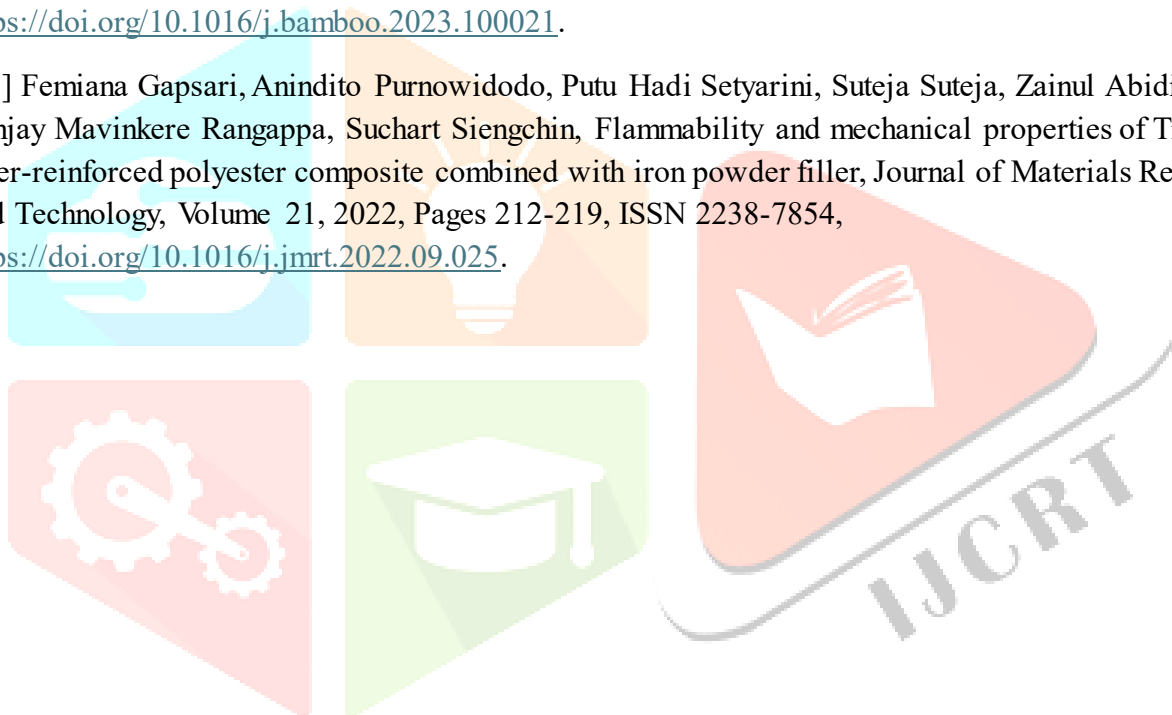 ps://doi.org/10.1016/j.bamboo.2023.100021.
] Femiana Gapsari, Anindito Purnowidodo, Putu Hadi Setyarini, Suteja Suteja, Zainul Abidi
njay Mavinkere Rangappa, Suchart Siengchin, Flammability and mechanical properties of T
er-reinforced polyester composite combined with iron powder filler, Journal of Materials Re
d Technology, Volume 21, 2022, Pages 212-219, ISSN 2238-7854,
ps://doi.org/10.1016/j.jmrt.2022.09.025.
IJCRT